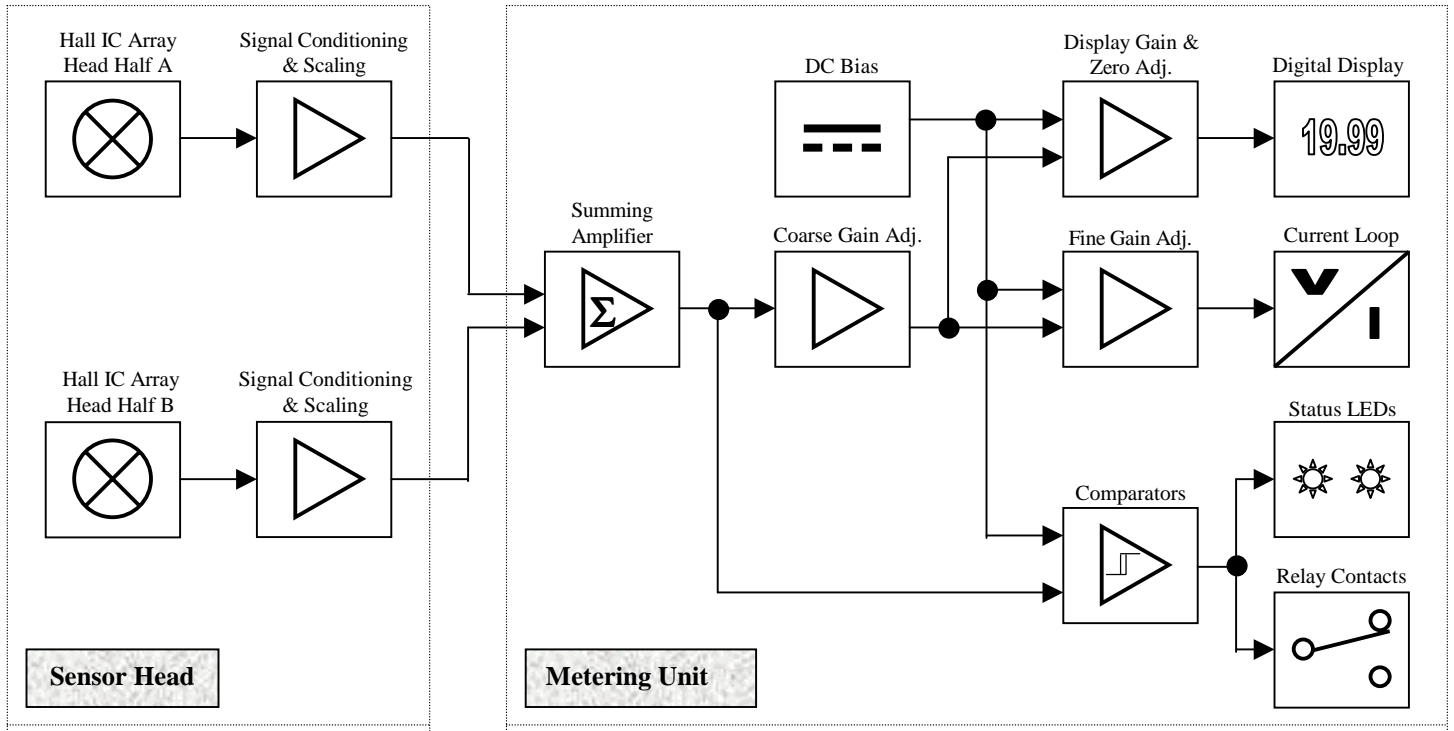 Hall IC Array
Head Half A
Signal Conditioning
& Scaling
DC Bias
Display Gain &
Zero Adj.
Digital Display
19.99
Summing
Amplifier
Σ
Coarse Gain Adj.
Fine Gain Adj.
Current Loop
V
I
Hall IC Array
Head Half B
Signal Conditioning
& Scaling
Status LEDs
Comparators
Relay Contacts
Sensor Head
Metering Unit